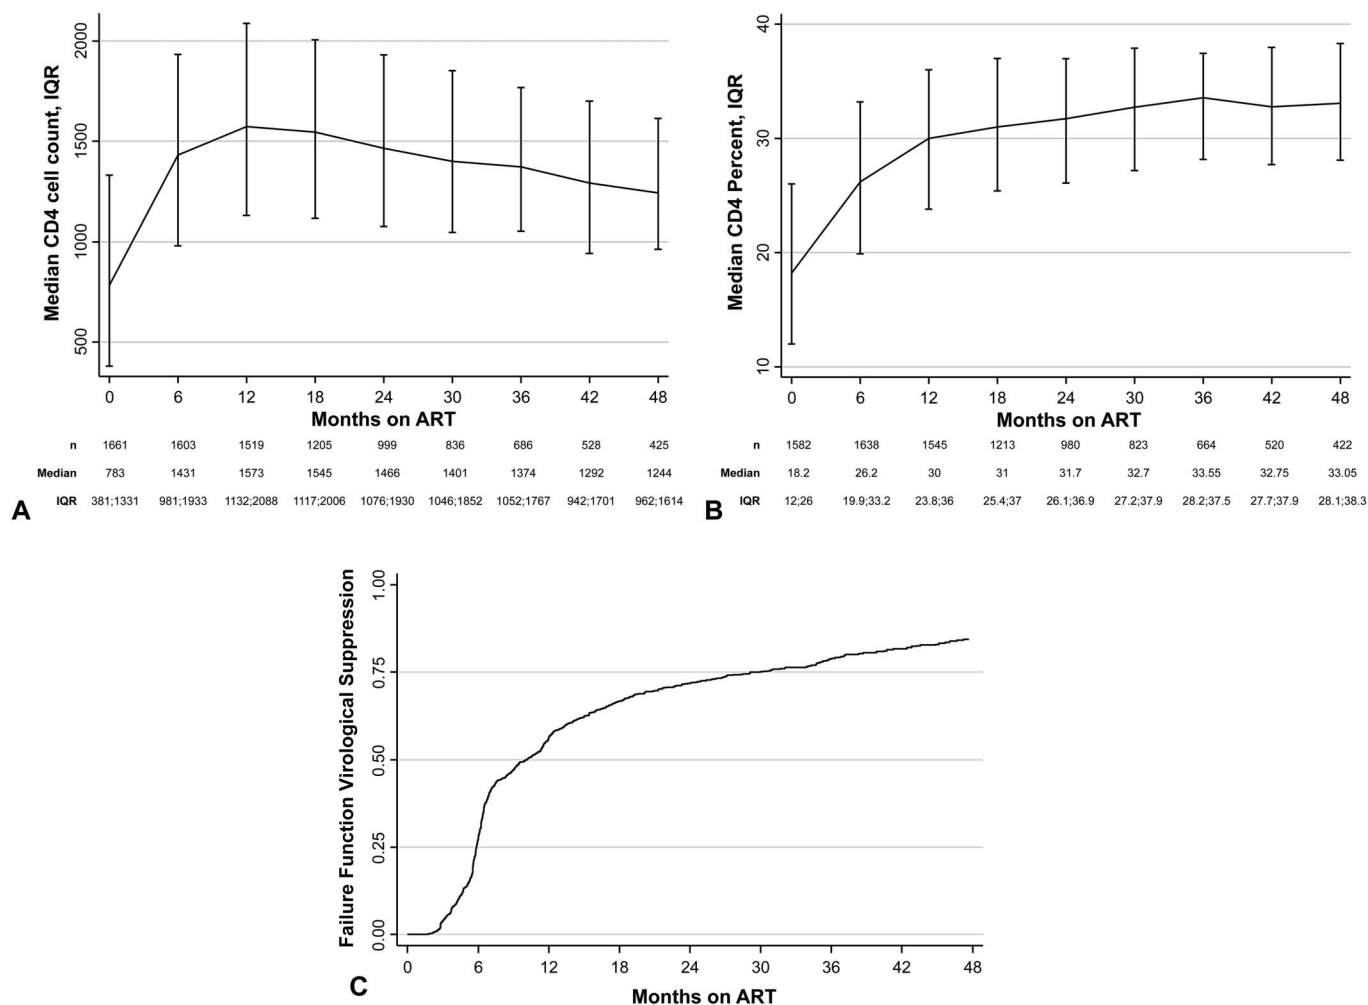 Median CD4 cell count, IQR
2000
1500
1000
500
0 6 12 18 24 30 36 42 48
Months on ART
n 1661 1603 1519 1205 999 836 686 528 425
Median 783 1431 1573 1545 1466 1401 1374 1292 1244
IQR 381;1331 981;1933 1132;2088 1117;2006 1076;1930 1046;1852 1052;1767 942;1701 962;1614
A
Median CD4 Percent, IQR
40
30
20
10
0 6 12 18 24 30 36 42 48
Months on ART
n 1582 1638 1545 1213 980 823 664 520 422
Median 18.2 26.2 30 31 31.7 32.7 33.55 32.75 33.05
IQR 12;26 19.9;33.2 23.8;36 25.4;37 26.1;36.9 27.2;37.9 28.2;37.5 27.7;37.9 28.1;38.3
B
Failure Function Virological Suppression
1.00
0.75
0.50
0.25
0.00
0 6 12 18 24 30 36 42 48
Months on ART
C